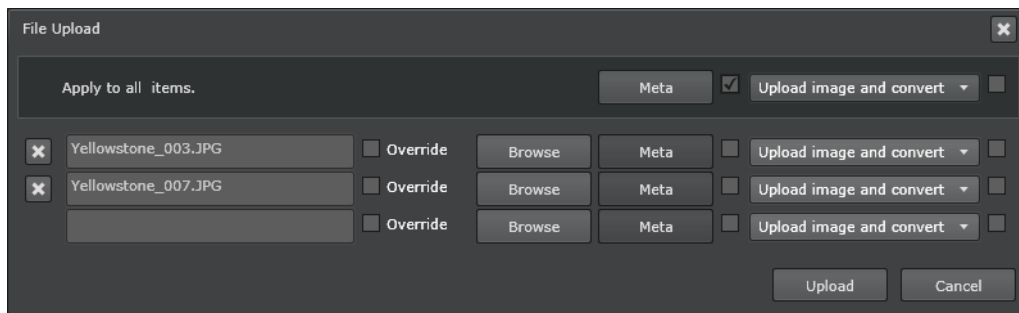 File Upload
Apply to all  items. Meta Upload image and convert
Yellowstone_003.JPG Override Browse Meta Upload image and convert
Yellowstone_007.JPG Override Browse Meta Upload image and convert
Override Browse Meta Upload image and convert
Upload Cancel